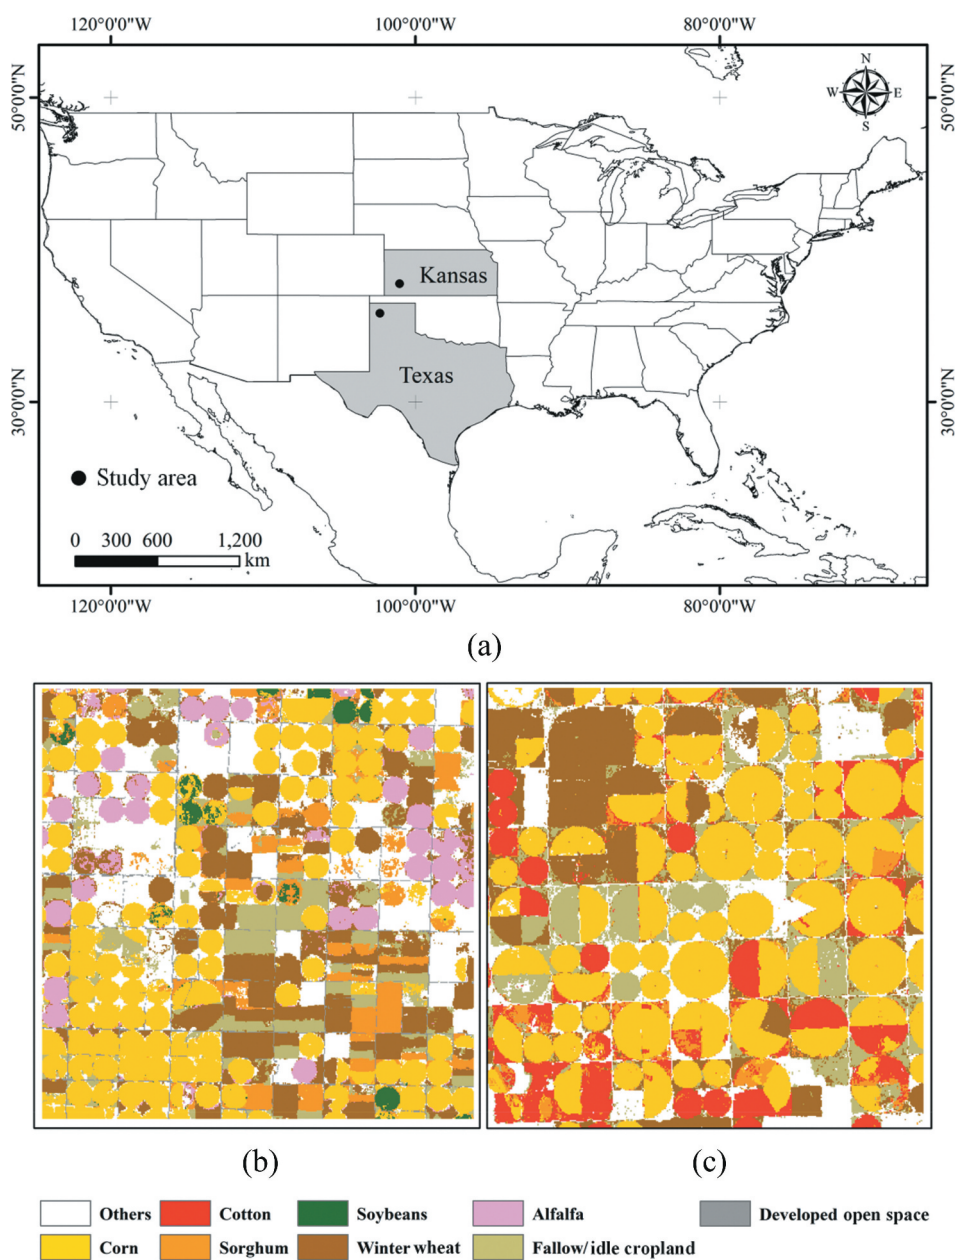 120°0'0"W 100°0'0"W 80°0'0"W
50°0'0"N 50°0'0"N
N
W E
S
Kansas
Texas
30°0'0"N 30°0'0"N
Study area
0 300 600 1,200
km
120°0'0"W 100°0'0"W 80°0'0"W
(a)
(b) (c)
Others Cotton Soybeans Alfalfa Developed open space
Corn Sorghum Winter wheat Fallow/ idle cropland